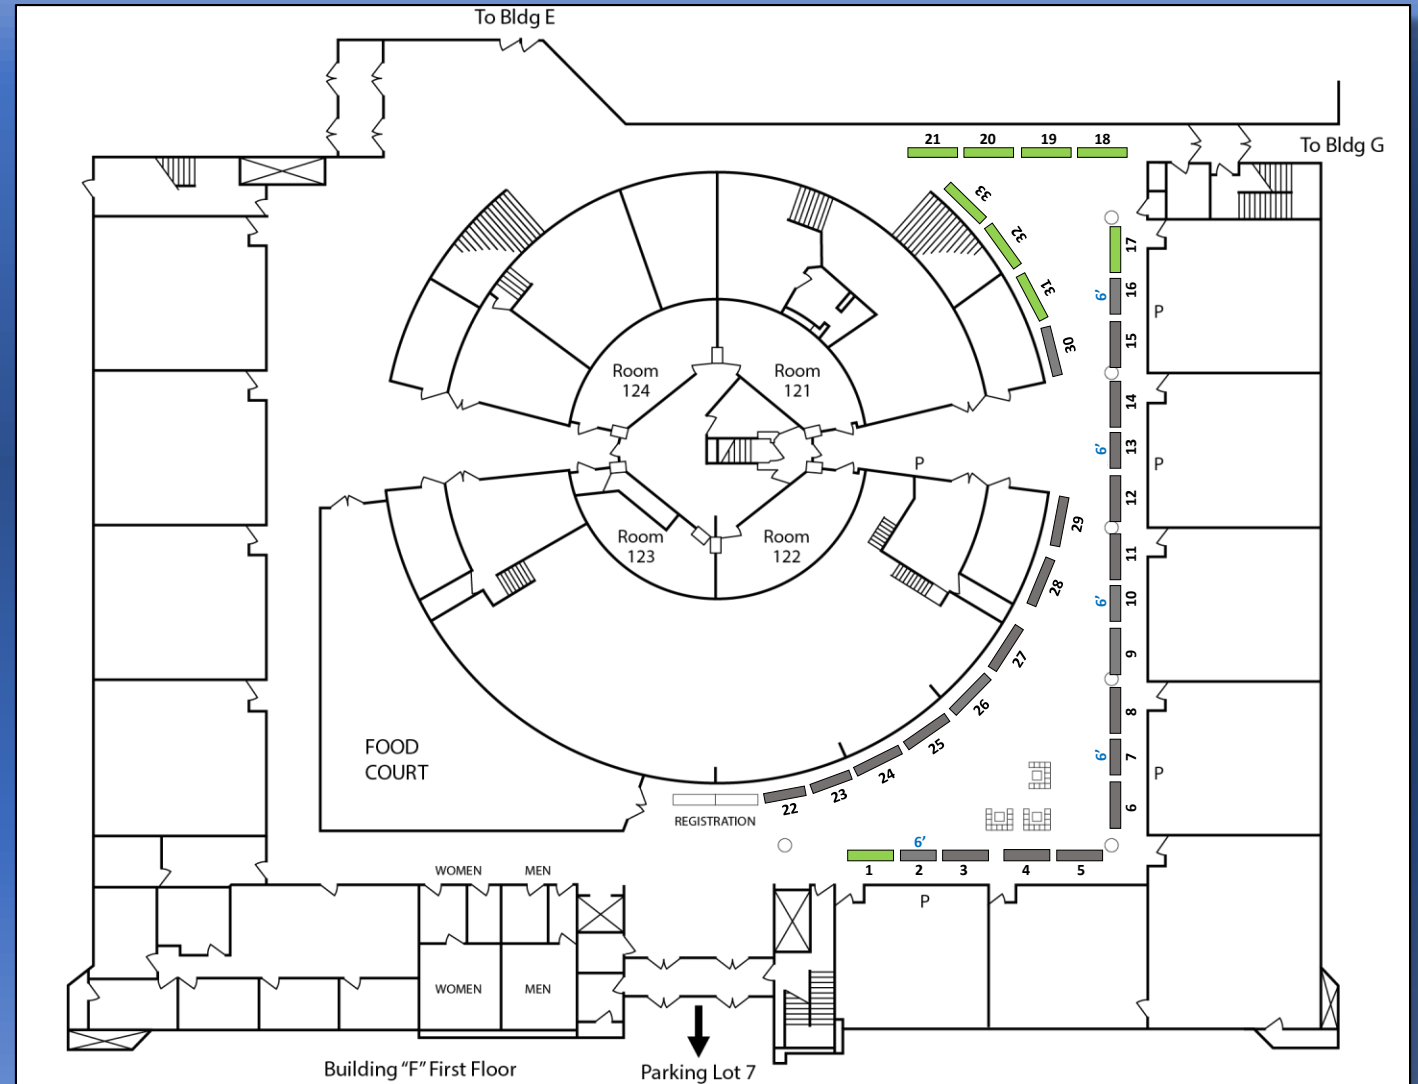 To Bldg E
To Bldg G
21 20 19 18
33
32
31
30
17
6' 16
15
14
6' 13
12
11
6' 10
9
8
6' 7
6
P
P
P
P
P
Room
124
Room
121
Room
123
Room
122
29
28
27
26
25
24
23
22
FOOD
COURT
REGISTRATION
6'
1 2 3 4 5
WOMEN MEN
WOMEN MEN
Building “F” First Floor
Parking Lot 7